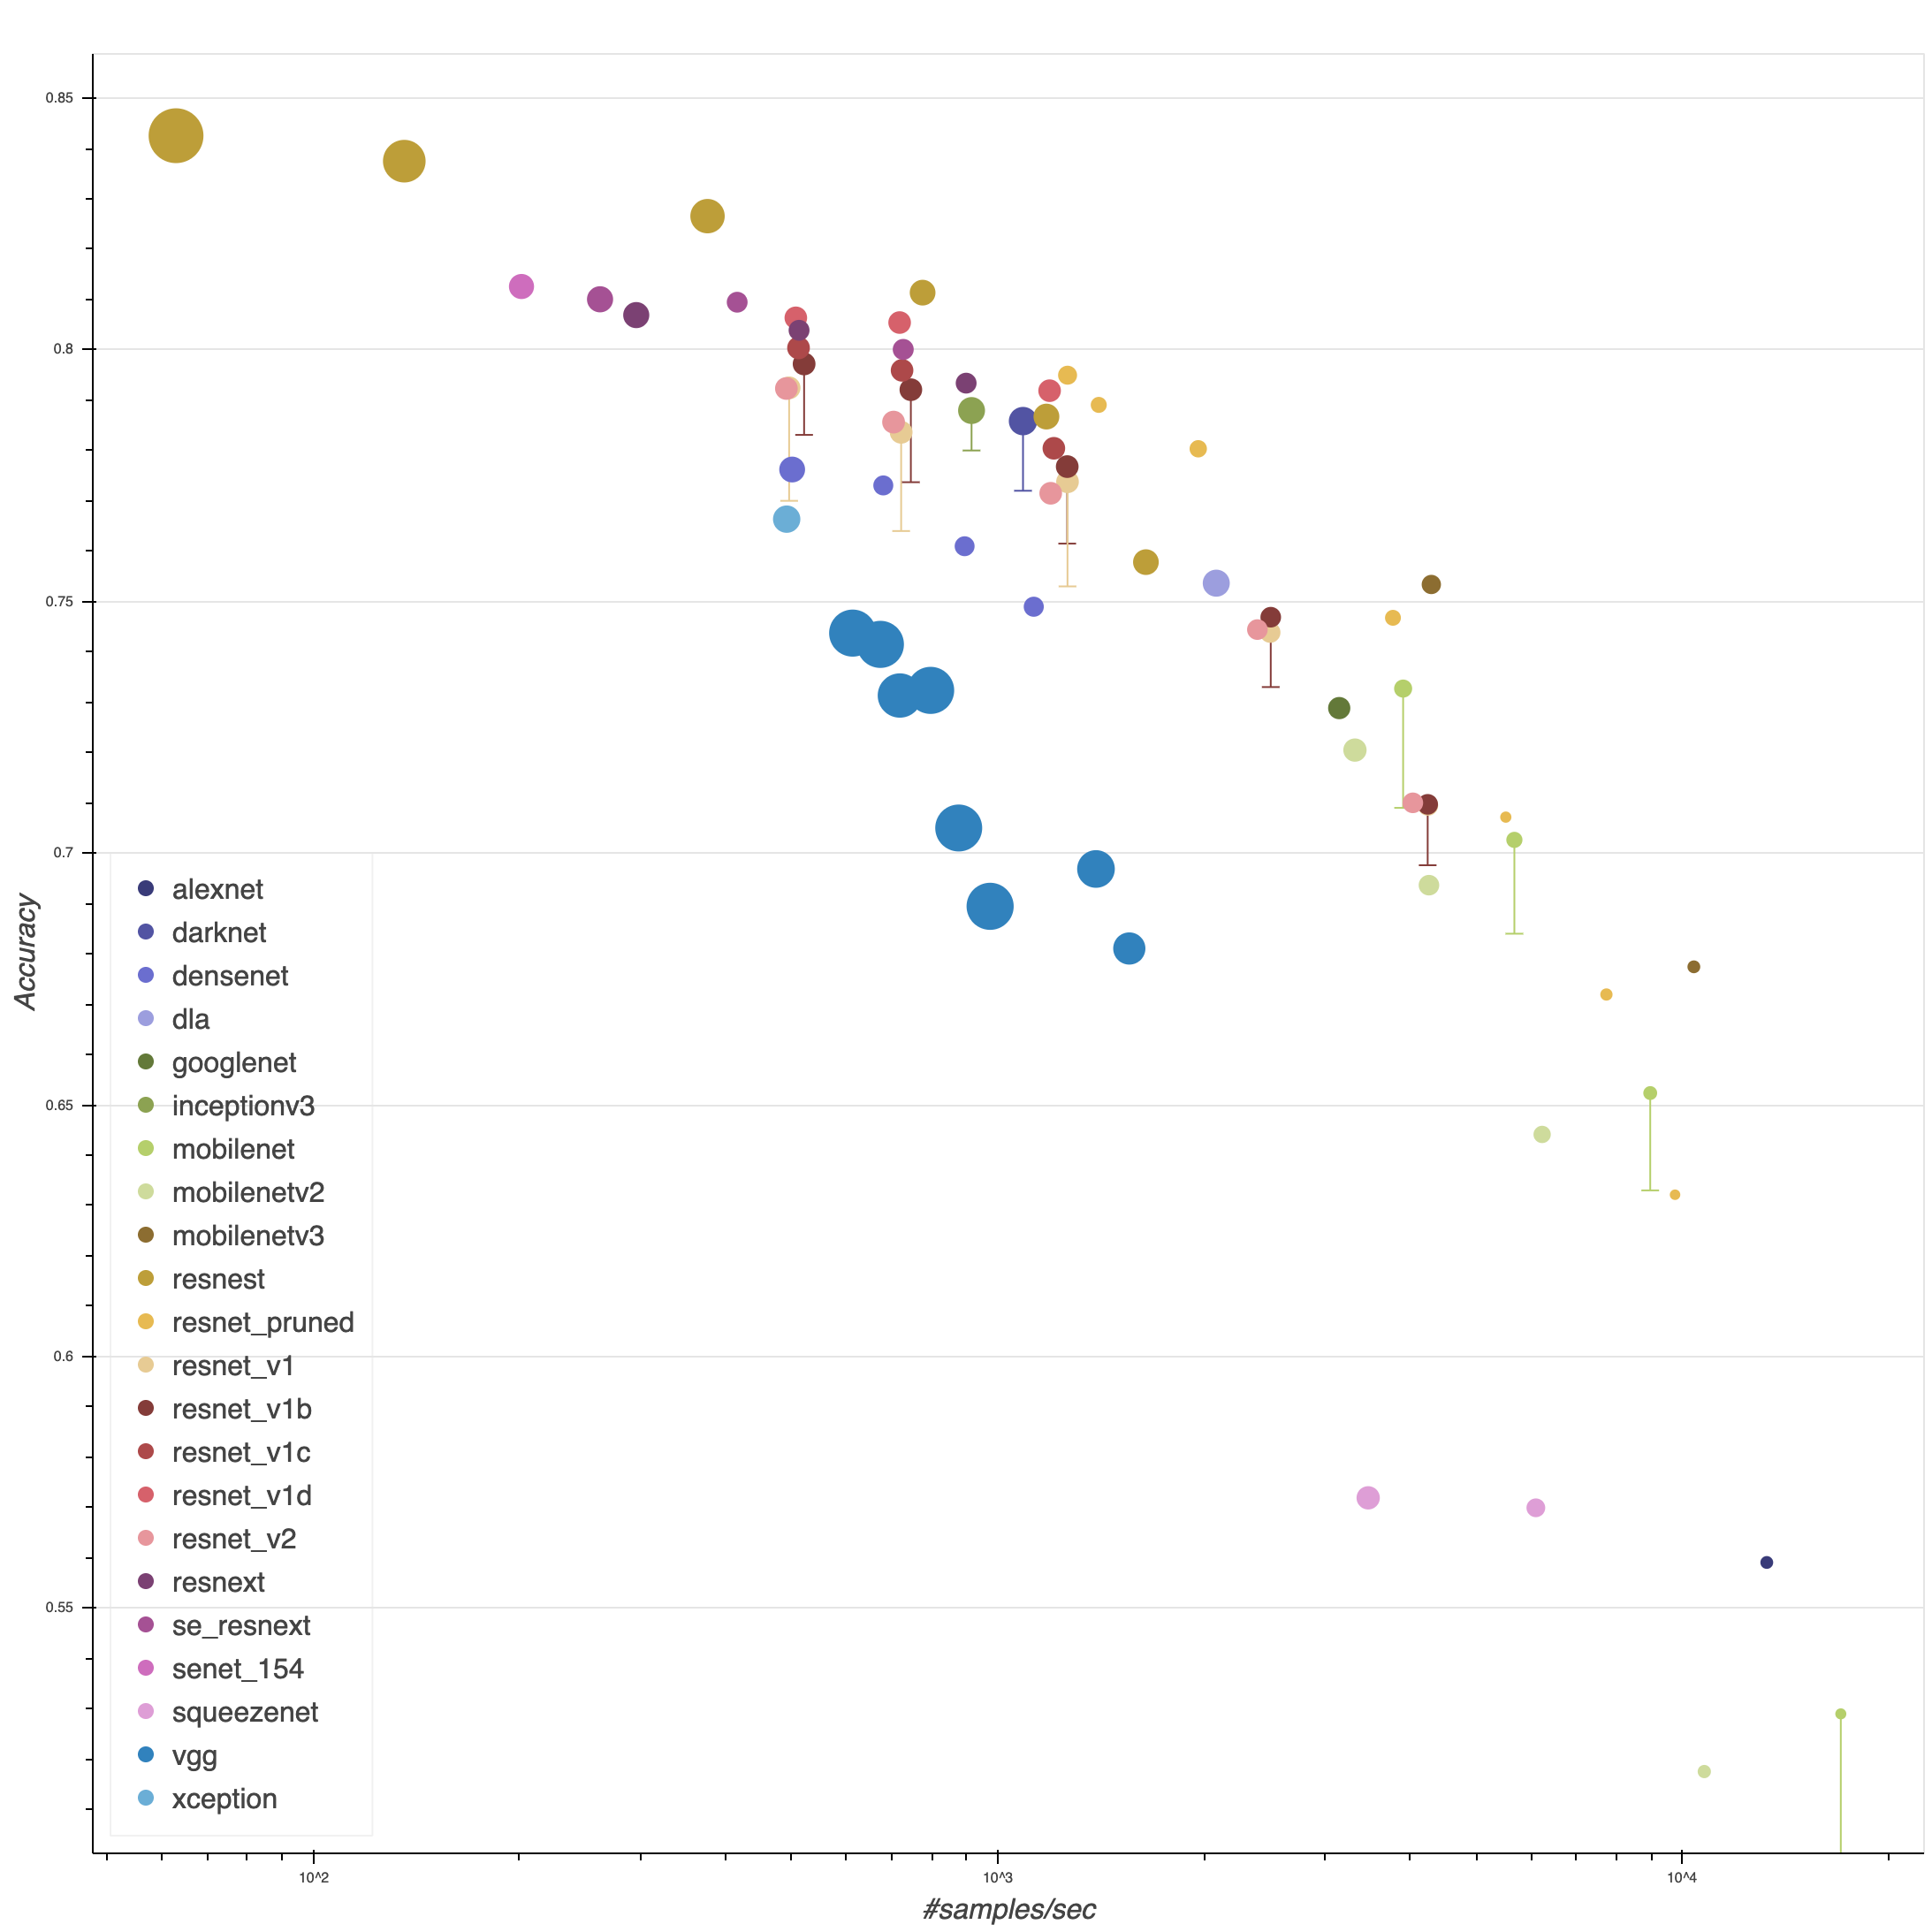 0.85
0.8
0.75
0.7
0.65
0.6
0.55
Accuracy
alexnet
darknet
densenet
dla
googlenet
inceptionv3
mobilenet
mobilenetv2
mobilenetv3
resnest
resnet_pruned
resnet_v1
resnet_v1b
resnet_v1c
resnet_v1d
resnet_v2
resnext
se_resnext
senet_154
squeezenet
vgg
xception
10^2 10^3 10^4
#samples/sec